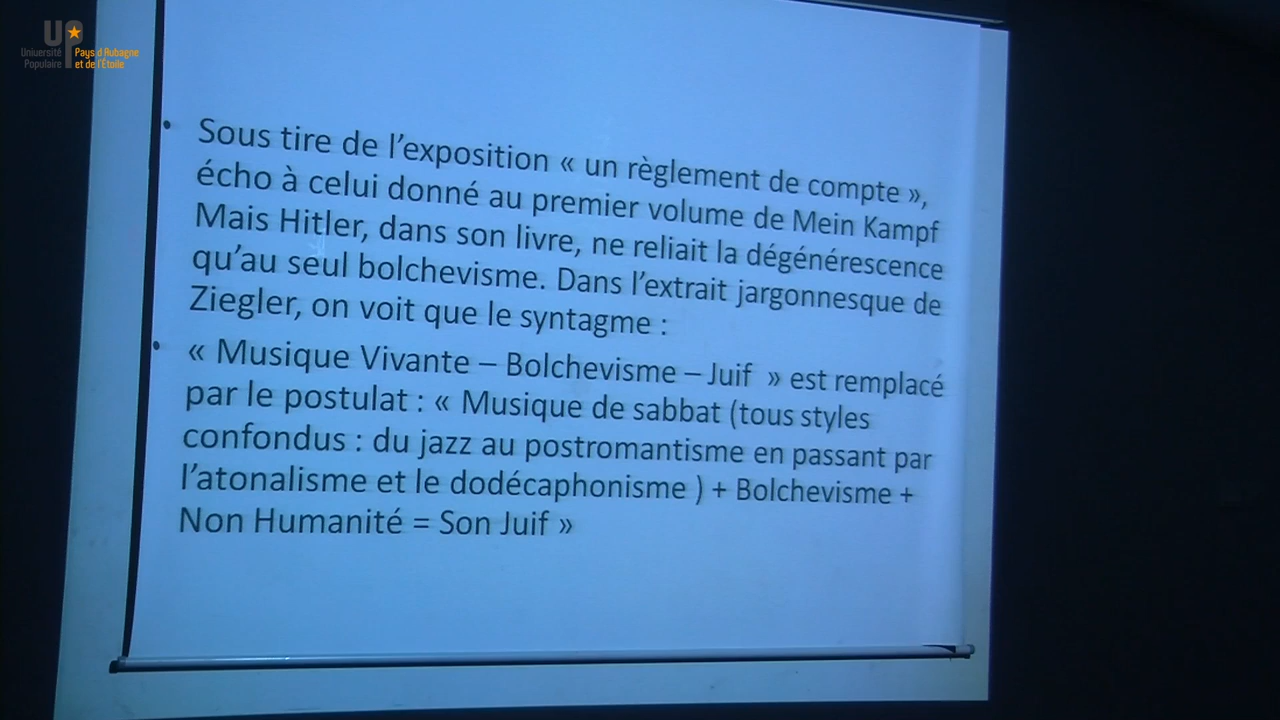 UP
Université Pays d'Aubagne
Populaire et de l'Étoile
• Sous tire de l'exposition « un règlement de compte »,
écho à celui donné au premier volume de Mein Kampf
Mais Hitler, dans son livre, ne reliait la dégénérescence
qu'au seul bolchevisme. Dans l'extrait jargonnesque de
Ziegler, on voit que le syntagme :
• « Musique Vivante – Bolchevisme – Juif » est remplacé
par le postulat : « Musique de sabbat (tous styles
confondus : du jazz au postromantisme en passant par
l'atonalisme et le dodécaphonisme ) + Bolchevisme +
Non Humanité = Son Juif »